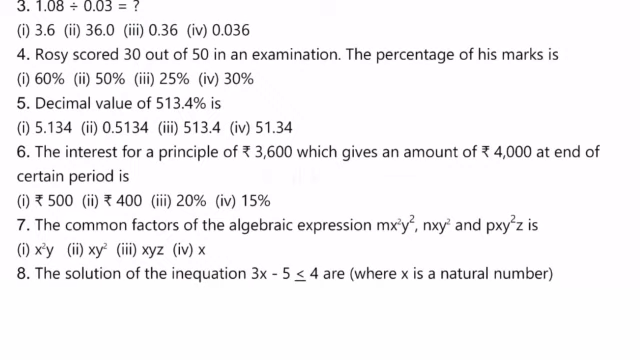 3. 1.08 ÷ 0.03 = ?
(i) 3.6 (ii) 36.0 (iii) 0.36 (iv) 0.036
4. Rosy scored 30 out of 50 in an examination. The percentage of his marks is
(i) 60% (ii) 50% (iii) 25% (iv) 30%
5. Decimal value of 513.4% is
(i) 5.134 (ii) 0.5134 (iii) 513.4 (iv) 51.34
6. The interest for a principle of ₹ 3,600 which gives an amount of ₹ 4,000 at end of
certain period is
(i) ₹ 500 (ii) ₹ 400 (iii) 20% (iv) 15%
7. The common factors of the algebraic expression mx²y², nxy² and pxy²z is
(i) x²y (ii) xy² (iii) xyz (iv) x
8. The solution of the inequation 3x - 5 ≤ 4 are (where x is a natural number)